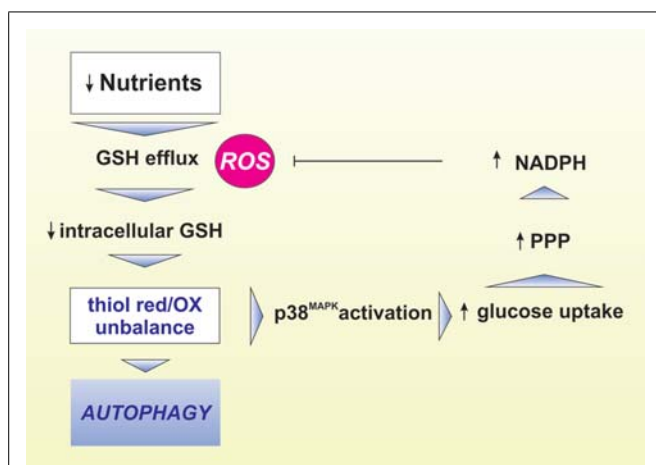 ↓ Nutrients
GSH efflux
ROS
↑ NADPH
↓ intracellular GSH
↑ PPP
thiol red/OX
unbalance
p38MAPK activation
↑ glucose uptake
AUTOPHAGY